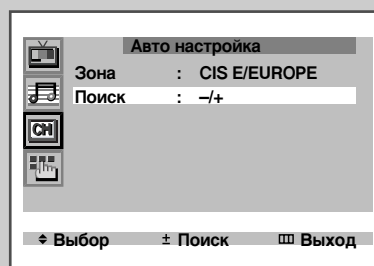 Авто настройка
Зона : CIS E/EUROPE
Поиск : –/+
CH
Выбор ± Поиск Выход